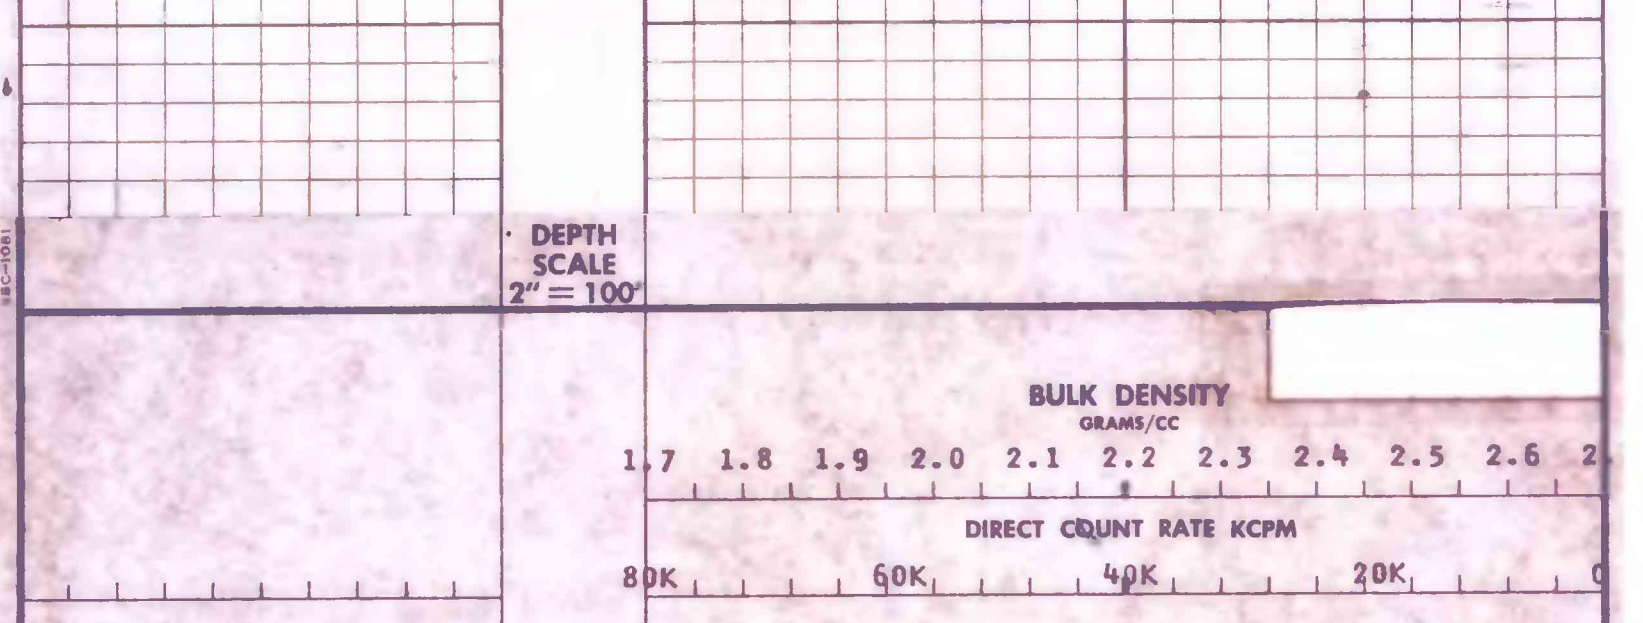 DEPTH
SCALE
2" = 100'
BULK DENSITY
GRAMS/CC
1.7 1.8 1.9 2.0 2.1 2.2 2.3 2.4 2.5 2.6 2.
DIRECT COUNT RATE KCPM
80K 60K 40K 20K 0